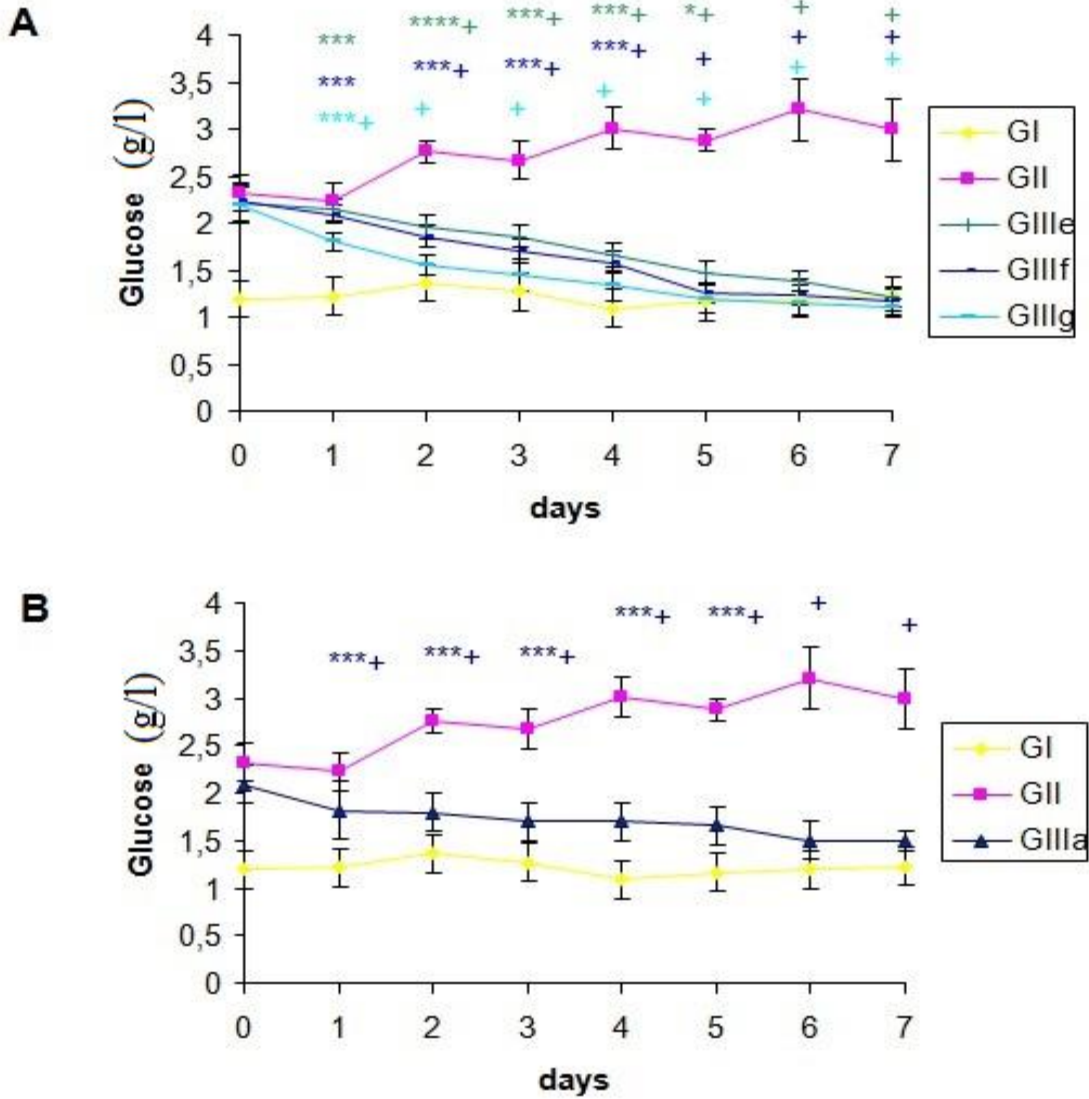 A
*** ****+ ***+ ***+ *+ + +
*** ***+ ***+ ***+ + + +
***+ + + + + + +
Glucose (g/l)
4
3,5
3
2,5
2
1,5
1
0,5
0
0 1 2 3 4 5 6 7
days
GI
GII
GIIIe
GIIIf
GIIIg
B
***+ ***+ ***+ ***+ ***+ + +
Glucose (g/l)
4
3,5
3
2,5
2
1,5
1
0,5
0
0 1 2 3 4 5 6 7
days
GI
GII
GIIIa